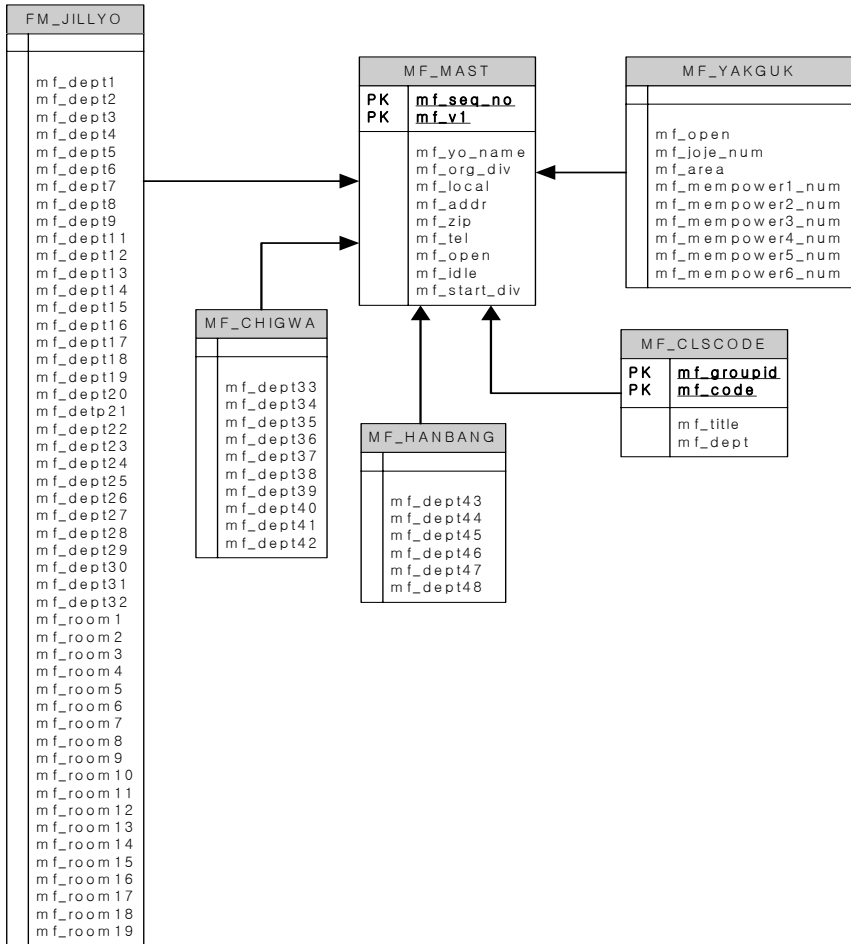 FM_JILLYO
mf_dept1
mf_dept2
mf_dept3
mf_dept4
mf_dept5
mf_dept6
mf_dept7
mf_dept8
mf_dept9
mf_dept11
mf_dept12
mf_dept13
mf_dept14
mf_dept15
mf_dept16
mf_dept17
mf_dept18
mf_dept19
mf_dept20
mf_detp21
mf_dept22
mf_dept23
mf_dept24
mf_dept25
mf_dept26
mf_dept27
mf_dept28
mf_dept29
mf_dept30
mf_dept31
mf_dept32
mf_room1
mf_room2
mf_room3
mf_room4
mf_room5
mf_room6
mf_room7
mf_room8
mf_room9
mf_room10
mf_room11
mf_room12
mf_room13
mf_room14
mf_room15
mf_room16
mf_room17
mf_room18
mf_room19
MF_MAST
PK mf_seq_no
PK mf_v1
mf_yo_name
mf_org_div
mf_local
mf_addr
mf_zip
mf_tel
mf_open
mf_idle
mf_start_div
MF_YAKGUK
mf_open
mf_joje_num
mf_area
mf_mempower1_num
mf_mempower2_num
mf_mempower3_num
mf_mempower4_num
mf_mempower5_num
mf_mempower6_num
MF_CHIGWA
mf_dept33
mf_dept34
mf_dept35
mf_dept36
mf_dept37
mf_dept38
mf_dept39
mf_dept40
mf_dept41
mf_dept42
MF_HANBANG
mf_dept43
mf_dept44
mf_dept45
mf_dept46
mf_dept47
mf_dept48
MF_CLSCODE
PK mf_groupid
PK mf_code
mf_title
mf_dept